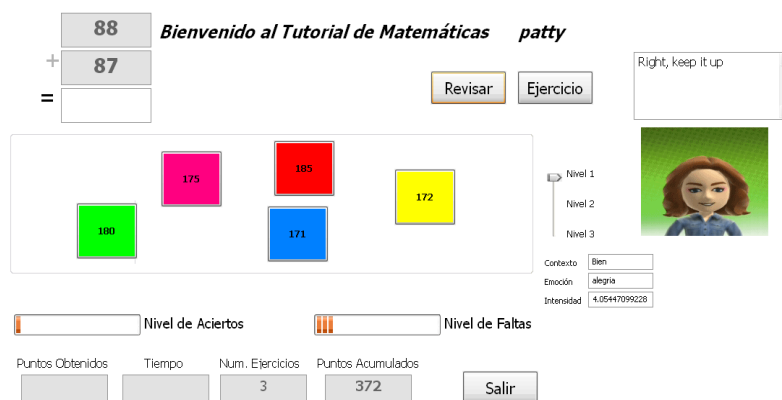 88
Bienvenido al Tutorial de Matemáticas patty
+
87
=
Revisar
Ejercicio
Right, keep it up
175
185
172
180
171
Nivel 1
Nivel 2
Nivel 3
Contexto Bien
Emoción alegria
Intensidad 4.05447099228
Nivel de Aciertos
Nivel de Faltas
Puntos Obtenidos
Tiempo
Num. Ejercicios
Puntos Acumulados
3
372
Salir